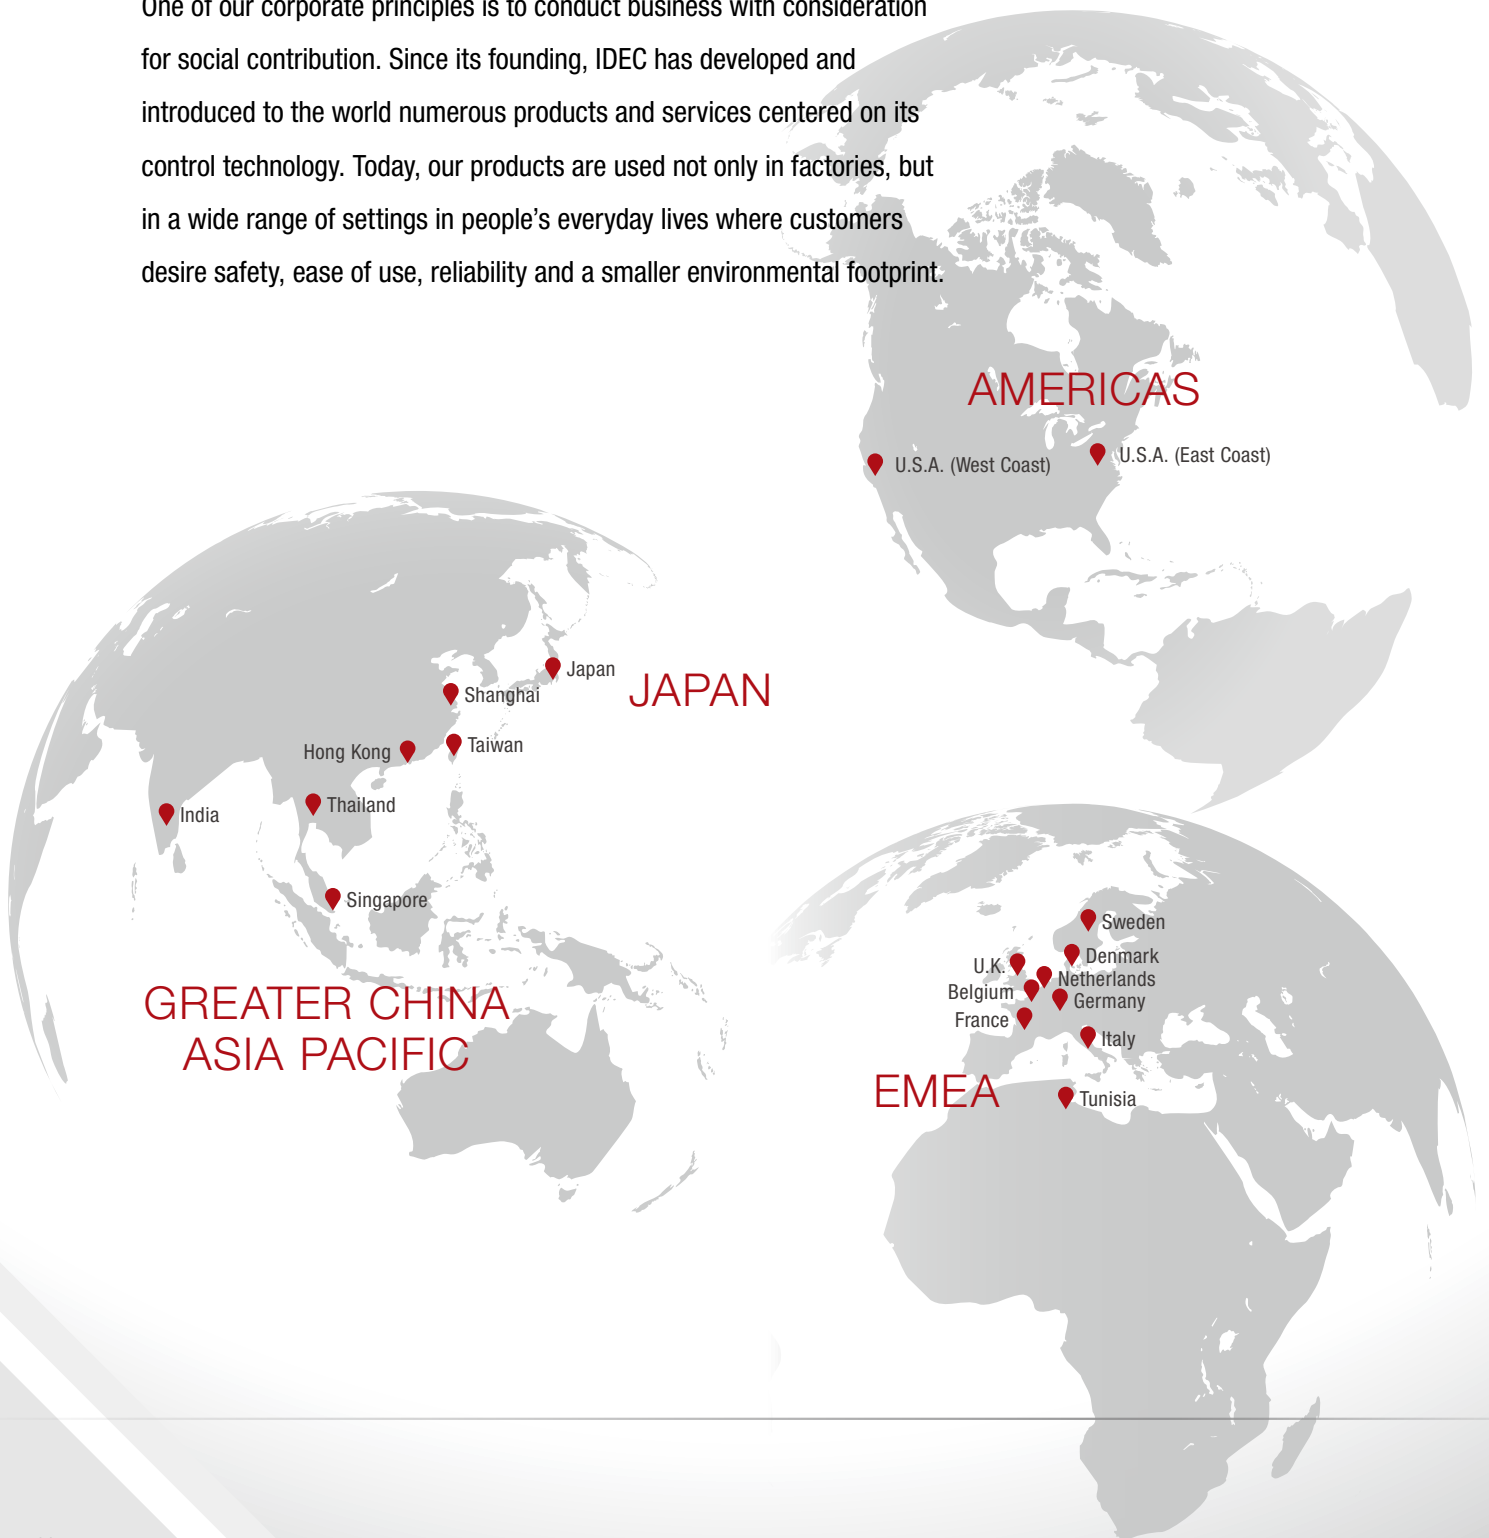 One of our corporate principles is to conduct business with consideration
for social contribution. Since its founding, IDEC has developed and
introduced to the world numerous products and services centered on its
control technology. Today, our products are used not only in factories, but
in a wide range of settings in people’s everyday lives where customers
desire safety, ease of use, reliability and a smaller environmental footprint.
AMERICAS
U.S.A. (West Coast)
U.S.A. (East Coast)
Japan
JAPAN
Shanghai
Taiwan
Hong Kong
Thailand
India
Singapore
GREATER CHINA
ASIA PACIFIC
Sweden
Denmark
U.K.
Netherlands
Belgium
Germany
France
Italy
EMEA
Tunisia